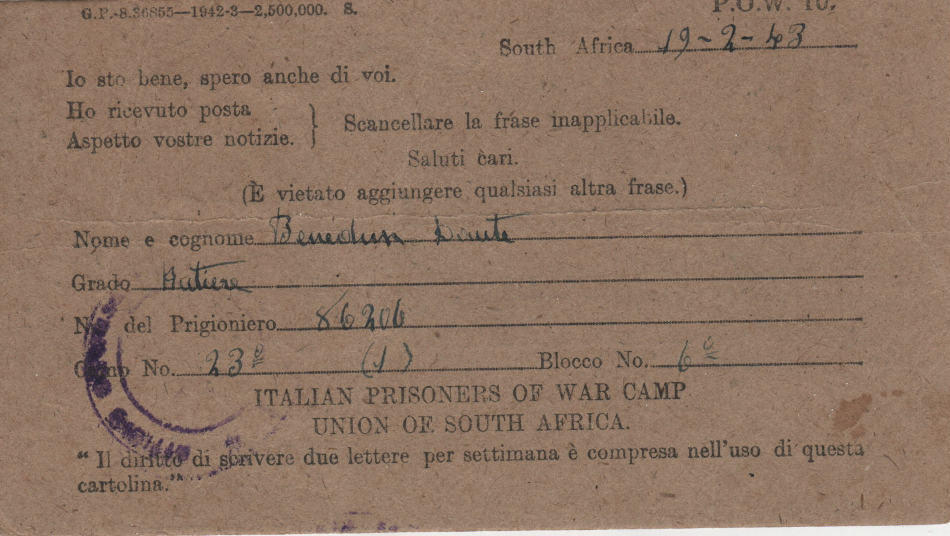 G.P.-S.36855—1942-3—2,500,000. S.
P.O.W. 10.
South Africa 19-2-43
Io sto bene, spero anche di voi.
Ho ricevuto posta
Aspetto vostre notizie. } Scancellare la frase inapplicabile.
Saluti cari.
(È vietato aggiungere qualsiasi altra frase.)
Nome e cognome Dante
Grado
No. del Prigioniero 86206
Campo No. 23º (1) Blocco No. 6º
ITALIAN PRISONERS OF WAR CAMP
UNION OF SOUTH AFRICA.
“ Il diritto di scrivere due lettere per settimana è compresa nell'uso di questa
cartolina.”